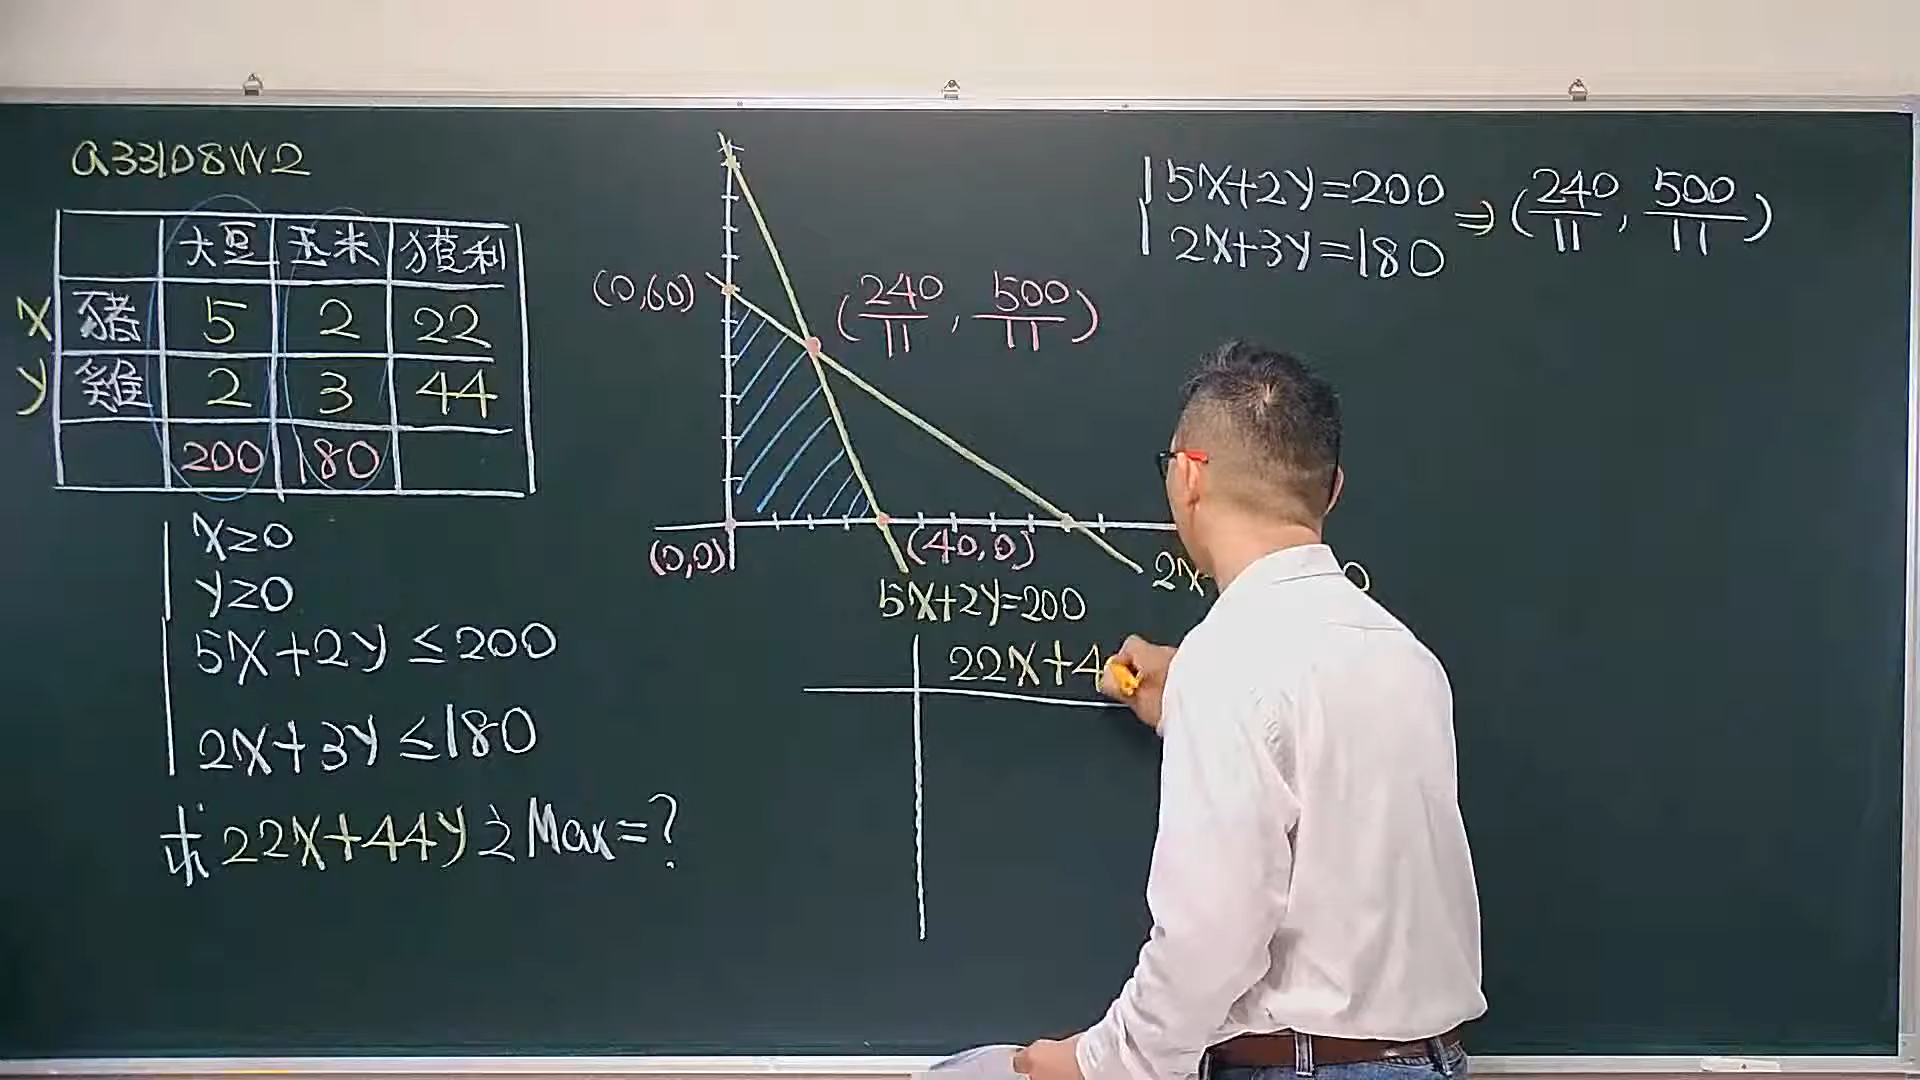 a33108W2
大豆 玉米 獲利
x 豬 5 2 22
y 雞 2 3 44
200 180
x≥0
y≥0
5x+2y≤200
2x+3y≤180
求22x+44y之Max=?
(0,60)
(240/11, 500/11)
(0,0)
(40,0)
5x+2y=200
2x
0
22x+4
5x+2y=200
2x+3y=180
⇒(240/11, 500/11)